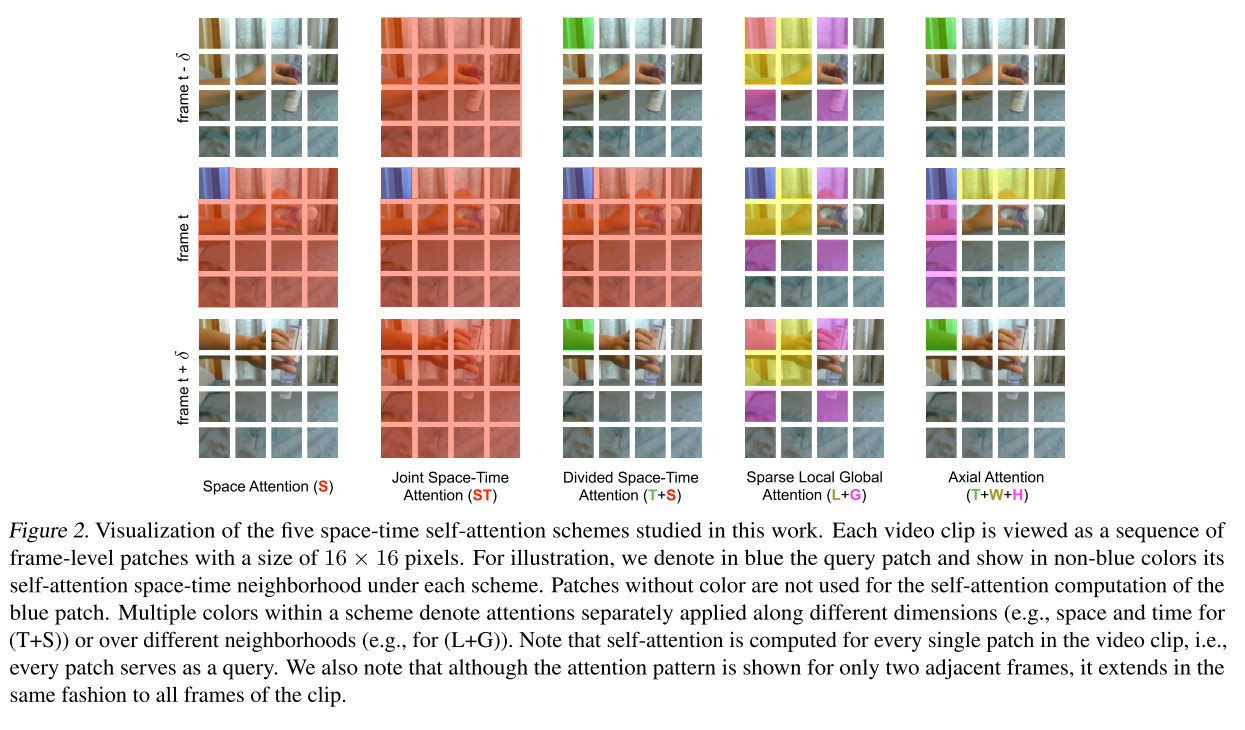 frame t - δ
frame t
frame t + δ
Space Attention (S)
Joint Space-Time
Attention (ST)
Divided Space-Time
Attention (T+S)
Sparse Local Global
Attention (L+G)
Axial Attention
(T+W+H)
Figure 2. Visualization of the five space-time self-attention schemes studied in this work. Each video clip is viewed as a sequence of
frame-level patches with a size of 16 × 16 pixels. For illustration, we denote in blue the query patch and show in non-blue colors its
self-attention space-time neighborhood under each scheme. Patches without color are not used for the self-attention computation of the
blue patch. Multiple colors within a scheme denote attentions separately applied along different dimensions (e.g., space and time for
(T+S)) or over different neighborhoods (e.g., for (L+G)). Note that self-attention is computed for every single patch in the video clip, i.e.,
every patch serves as a query. We also note that although the attention pattern is shown for only two adjacent frames, it extends in the
same fashion to all frames of the clip.